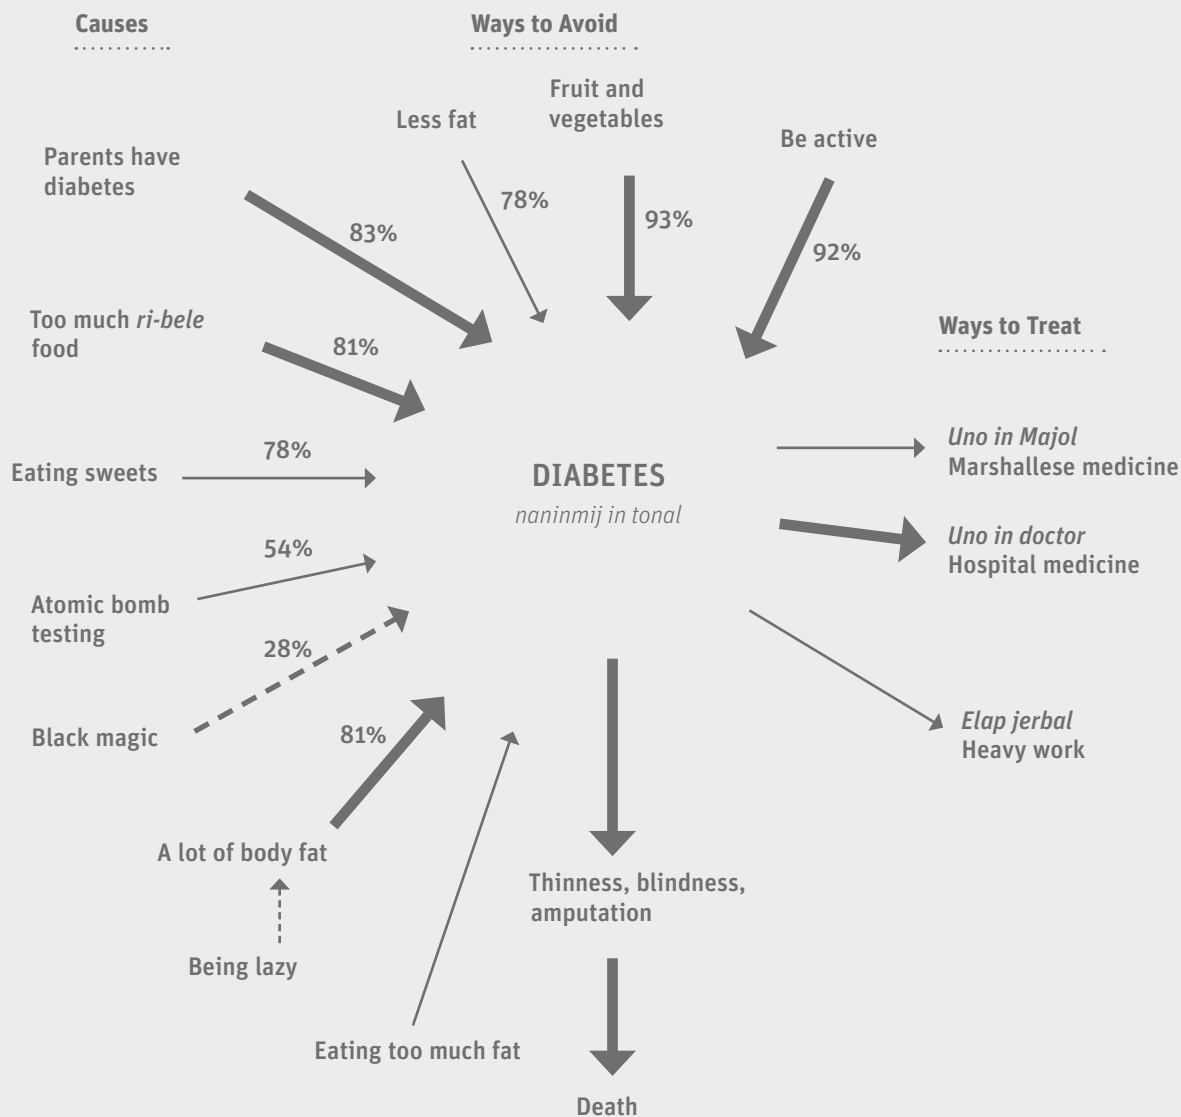 Causes
Ways to Avoid
Fruit and
vegetables
Less fat
Be active
Parents have
diabetes
78%
93%
83%
92%
Too much ri-bele
food
81%
Ways to Treat
78%
Eating sweets
DIABETES
naninmij in tonal
Uno in Majol
Marshallese medicine
Uno in doctor
Hospital medicine
54%
Atomic bomb
testing
28%
Black magic
81%
Elap jerbal
Heavy work
A lot of body fat
Thinness, blindness,
amputation
Being lazy
Eating too much fat
Death